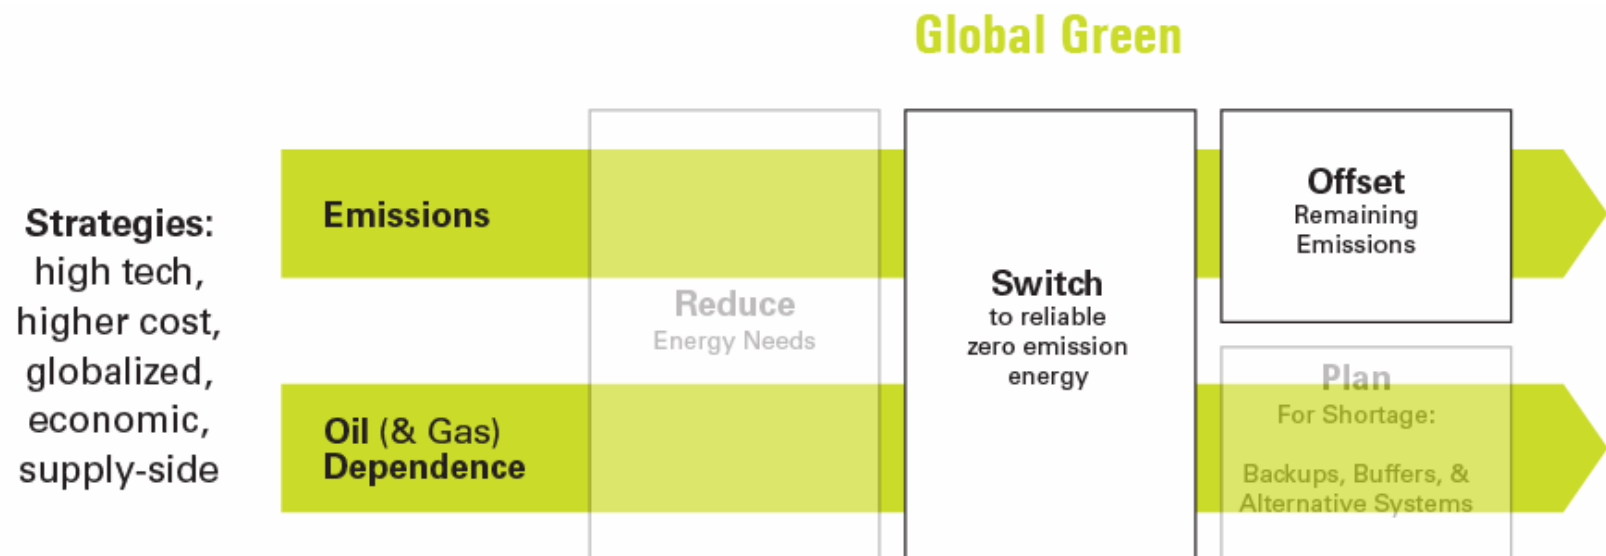 Global Green
Strategies:
high tech,
higher cost,
globalized,
economic,
supply-side
Emissions
Oil (& Gas)
Dependence
Reduce
Energy Needs
Switch
to reliable
zero emission
energy
Offset
Remaining
Emissions
Plan
For Shortage:
Backups, Buffers, &
Alternative Systems